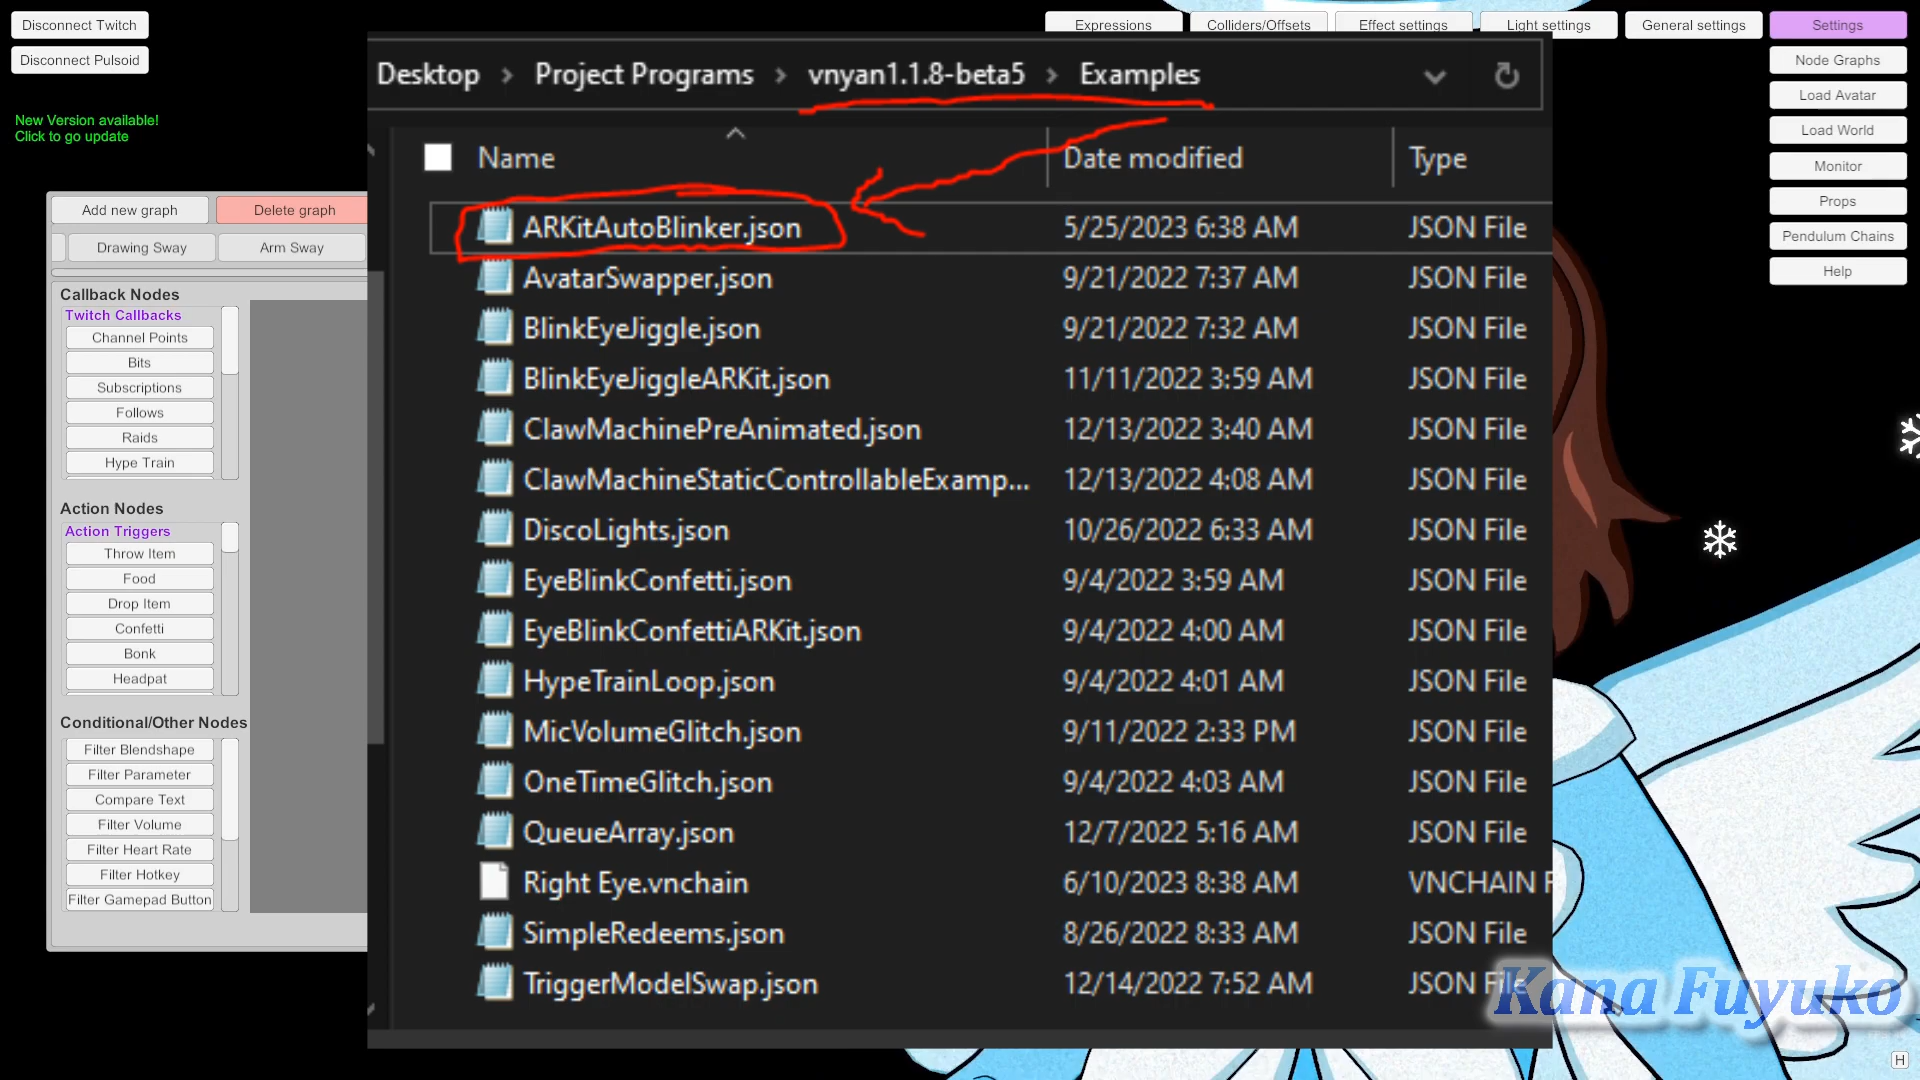 Disconnect Twitch
Disconnect Pulsoid
New Version available!
Click to go update
Expressions
Colliders/Offsets
Effect settings
Light settings
General settings
Settings
Node Graphs
Load Avatar
Load World
Monitor
Props
Pendulum Chains
Help
Add new graph
Delete graph
Drawing Sway
Arm Sway
Callback Nodes
Twitch Callbacks
Channel Points
Bits
Subscriptions
Follows
Raids
Hype Train
Action Nodes
Action Triggers
Throw Item
Food
Drop Item
Confetti
Bonk
Headpat
Conditional/Other Nodes
Filter Blendshape
Filter Parameter
Compare Text
Filter Volume
Filter Heart Rate
Filter Hotkey
Filter Gamepad Button
Desktop > Project Programs > vnyan1.1.8-beta5 > Examples
Name Date modified Type
ARKitAutoBlinker.json 5/25/2023 6:38 AM JSON File
AvatarSwapper.json 9/21/2022 7:37 AM JSON File
BlinkEyeJiggle.json 9/21/2022 7:32 AM JSON File
BlinkEyeJiggleARKit.json 11/11/2022 3:59 AM JSON File
ClawMachinePreAnimated.json 12/13/2022 3:40 AM JSON File
ClawMachineStaticControllableExamp... 12/13/2022 4:08 AM JSON File
DiscoLights.json 10/26/2022 6:33 AM JSON File
EyeBlinkConfetti.json 9/4/2022 3:59 AM JSON File
EyeBlinkConfettiARKit.json 9/4/2022 4:00 AM JSON File
HypeTrainLoop.json 9/4/2022 4:01 AM JSON File
MicVolumeGlitch.json 9/11/2022 2:33 PM JSON File
OneTimeGlitch.json 9/4/2022 4:03 AM JSON File
QueueArray.json 12/7/2022 5:16 AM JSON File
Right Eye.vnchain 6/10/2023 8:38 AM VNCHAIN F
SimpleRedeems.json 8/26/2022 8:33 AM JSON File
TriggerModelSwap.json 12/14/2022 7:52 AM JSON File
Kana Fuyuko
H